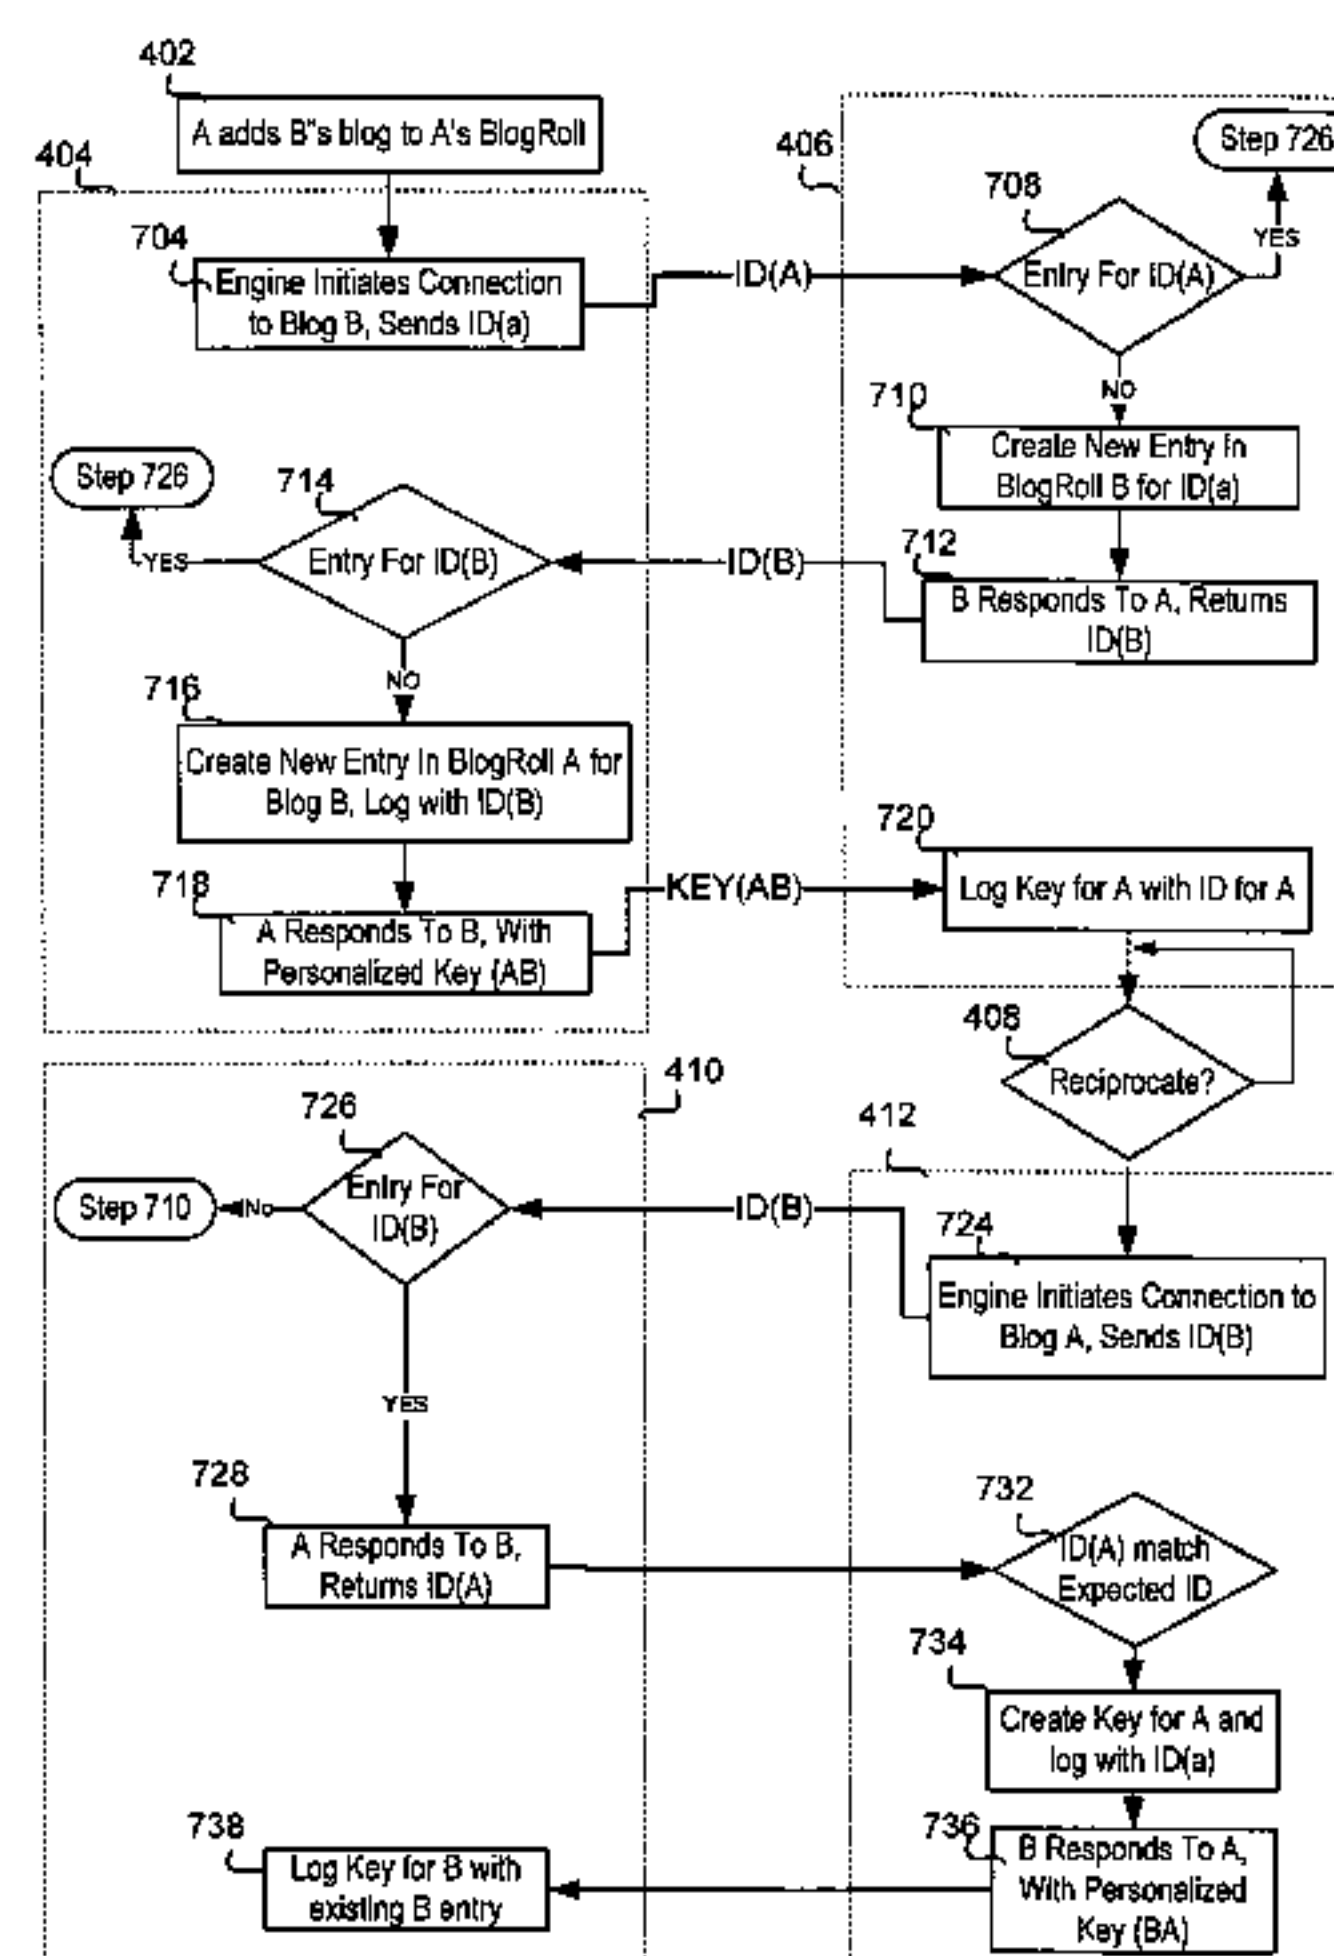 402
A adds B"s blog to A's BlogRoll
404
406
Step 726
708
704
YES
Engine Initiates Connection
to Blog B, Sends ID(a)
ID(A)
Entry For ID(A)
NO
710
Create New Entry In
BlogRoll B for ID(a)
Step 726
714
712
YES
Entry For ID(B)
ID(B)
B Responds To A, Returns
ID(B)
NO
716
Create New Entry In BlogRoll A for
Blog B, Log with ID(B)
720
718
KEY(AB)
Log Key for A with ID for A
A Responds To B, With
Personalized Key (AB)
408
Reciprocate?
410
412
726
Step 710
No
Entry For
ID(B)
ID(B)
724
Engine Initiates Connection to
Blog A, Sends ID(B)
YES
728
732
A Responds To B,
Returns ID(A)
ID(A) match
Expected ID
734
Create Key for A and
log with ID(a)
738
736
Log Key for B with
existing B entry
B Responds To A,
With Personalized
Key (BA)